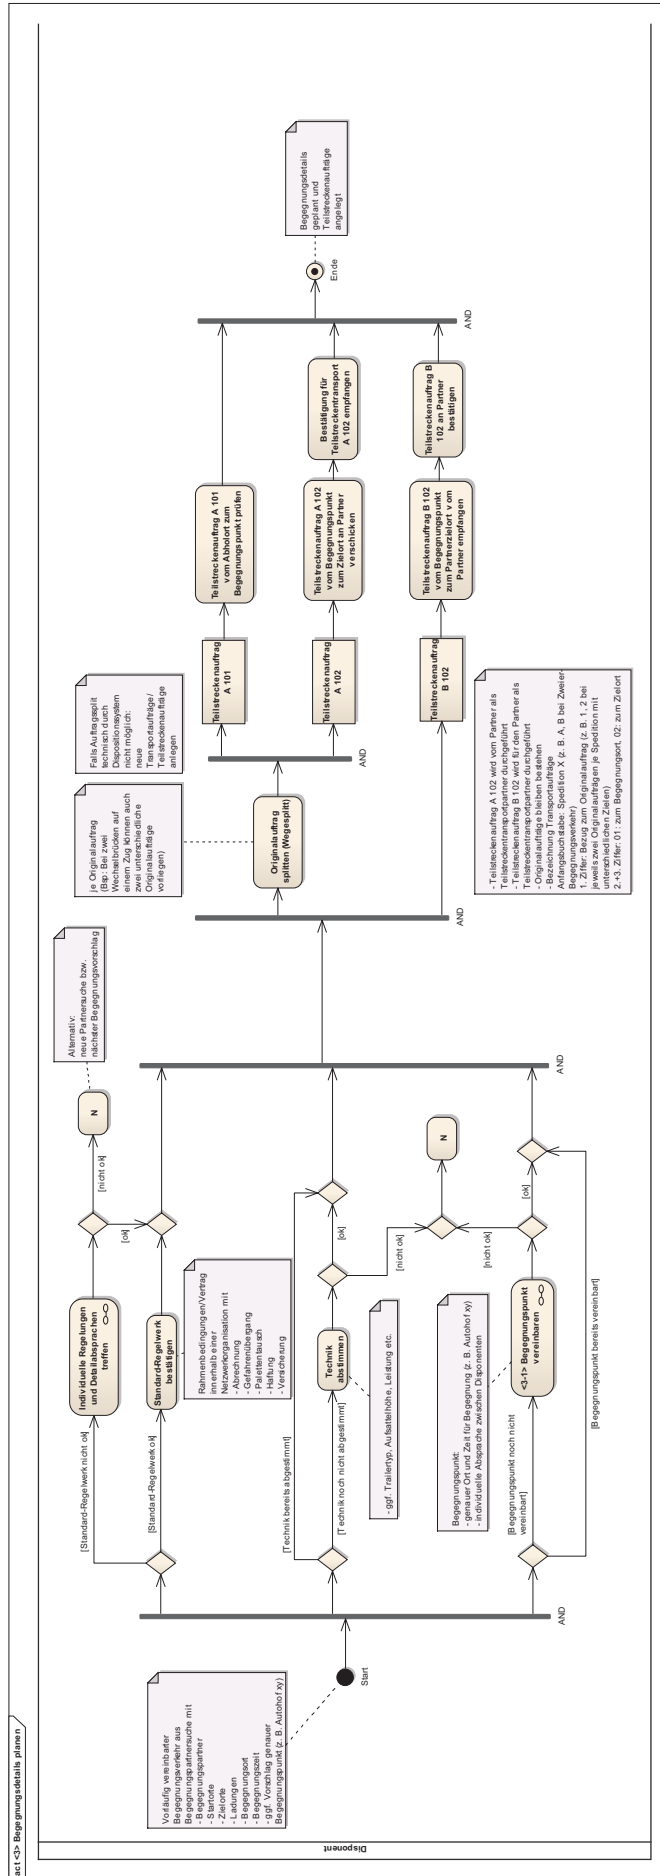 act <3> Begegnungsdetails planen
Disponent
Vorläufig vereinbarter
Begegnungsverkehr aus
Begegnungspartnersuche mit
- Begegnungspartner
- Startorte
- Zielorte
- Ladungen
- Begegnungsort
- Begegnungszeit
- ggf. Vorschlag genauer
Begegnungspunkt (z. B. Autohof xy)
Start
AND
[Standard-Regelwerk nicht ok]
[Standard-Regelwerk ok]
[Technik bereits abgestimmt]
[Technik noch nicht abgestimmt]
[Begegnungspunkt noch nicht
vereinbart]
[Begegnungspunkt bereits vereinbart]
Individuelle Regelungen
und Detailabsprachen
treffen
Standard-Regelwerk
bestätigen
Rahmenbedingungen/Vertrag
innerhalb einer
Netzwerkorganisation mit
- Abrechnung
- Gefahrenübergang
- Palettentausch
- Haftung
- Versicherung
Technik
abstimmen
- ggf. Trailertyp, Aufsattelhöhe, Leistung etc.
Begegnungspunkt:
- genauer Ort und Zeit für Begegnung (z. B. Autohof xy)
- individuelle Absprache zwischen Disponenten
<3-1> Begegnungspunkt
vereinbaren
[nicht ok]
[ok]
[ok]
[nicht ok]
[nicht ok]
[ok]
N
N
Alternativ:
neue Partnersuche bzw.
nächster Begegnungsvorschlag
AND
AND
je Originalauftrag
(Bsp: Bei zwei
Wechselbrücken auf
einem Zug können auch
zwei unterschiedliche
Originalaufträge
vorliegen)
Originalauftrag
splitten (Wegesplit)
Falls Auftragssplit
technisch durch
Dispositionssystem
nicht möglich:
neue
Transportaufträge/
Teilstreckenaufträge
anlegen
AND
- Teilstreckenauftrag A 102 wird vom Partner als
Teilstreckentransportpartner durchgeführt
- Teilstreckenauftrag B 102 wird für den Partner als
Teilstreckentransportpartner durchgeführt
- Originalaufträge bleiben bestehen
- Bezeichnung Transportaufträge
Anfangsbuchstabe: Spedition X (z. B. A, B bei Zweier-
Begegnungsverkehr)
1. Ziffer: Bezug zum Originalauftrag (z. B. 1, 2 bei
jeweils zwei Originalaufträgen je Spedition mit
unterschiedlichen Zielen)
2.+3. Ziffer: 01: zum Begegnungsort, 02: zum Zielort
Teilstreckenauftrag
A 101
Teilstreckenauftrag
A 102
Teilstreckenauftrag
B 102
Teilstreckenauftrag A 101
vom Abholort zum
Begegnungspunkt prüfen
Teilstreckenauftrag A 102
vom Begegnungspunkt
zum Zielort an Partner
verschicken
Teilstreckenauftrag B 102
vom Begegnungspunkt
zum Partnerzielort vom
Partner empfangen
Bestätigung für
Teilstreckentransport
A 102 empfangen
Teilstreckenauftrag B
102 an Partner
bestätigen
AND
Ende
Begegnungsdetails
geplant und
Teilstreckenaufträge
angelegt